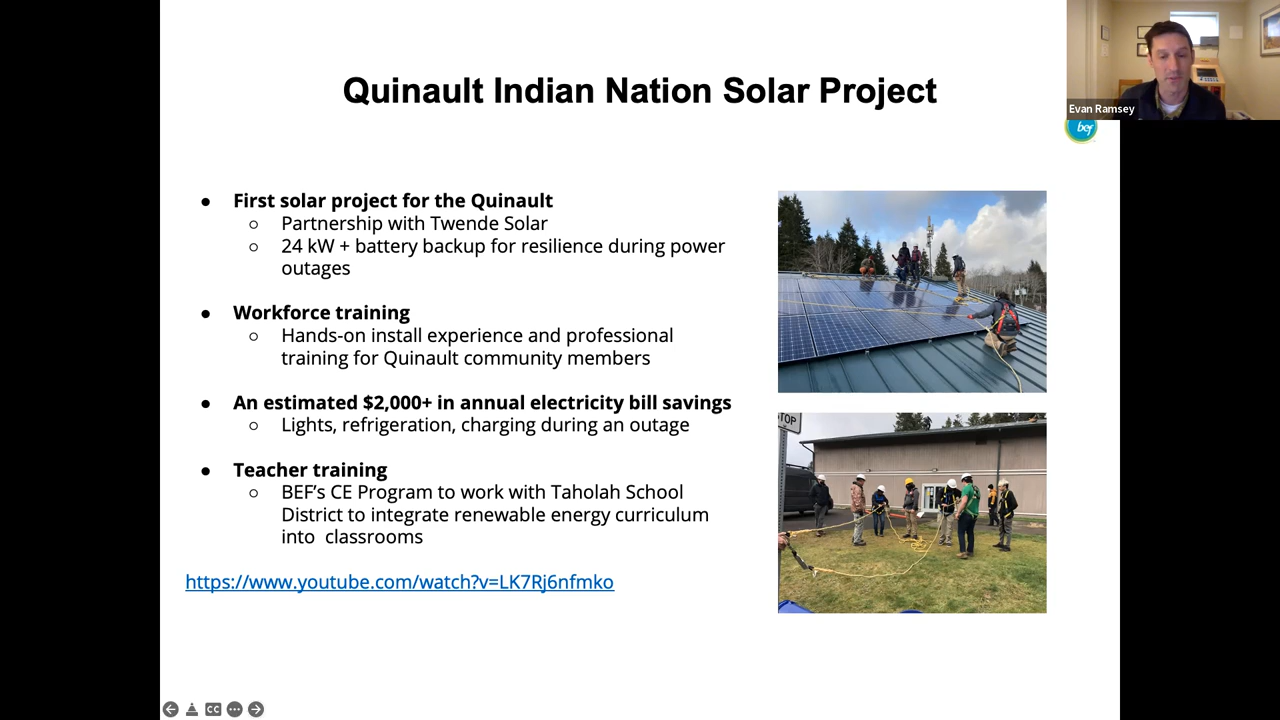 Quinault Indian Nation Solar Project
Evan Ramsey
bef
● First solar project for the Quinault
○ Partnership with Twende Solar
○ 24 kW + battery backup for resilience during power
outages
● Workforce training
○ Hands-on install experience and professional
training for Quinault community members
● An estimated $2,000+ in annual electricity bill savings
○ Lights, refrigeration, charging during an outage
● Teacher training
○ BEF’s CE Program to work with Taholah School
District to integrate renewable energy curriculum
into  classrooms
https://www.youtube.com/watch?v=LK7Rj6nfmko
TOP
CC